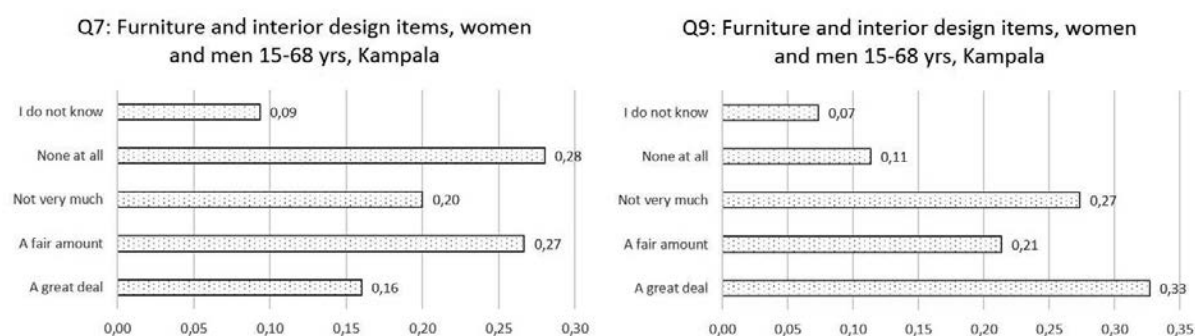 Q7: Furniture and interior design items, women
and men 15-68 yrs, Kampala
I do not know
0,09
None at all
0,28
Not very much
0,20
A fair amount
0,27
A great deal
0,16
0,00 0,05 0,10 0,15 0,20 0,25 0,30
Q9: Furniture and interior design items, women
and men 15-68 yrs, Kampala
I do not know
0,07
None at all
0,11
Not very much
0,27
A fair amount
0,21
A great deal
0,33
0,00 0,05 0,10 0,15 0,20 0,25 0,30 0,35